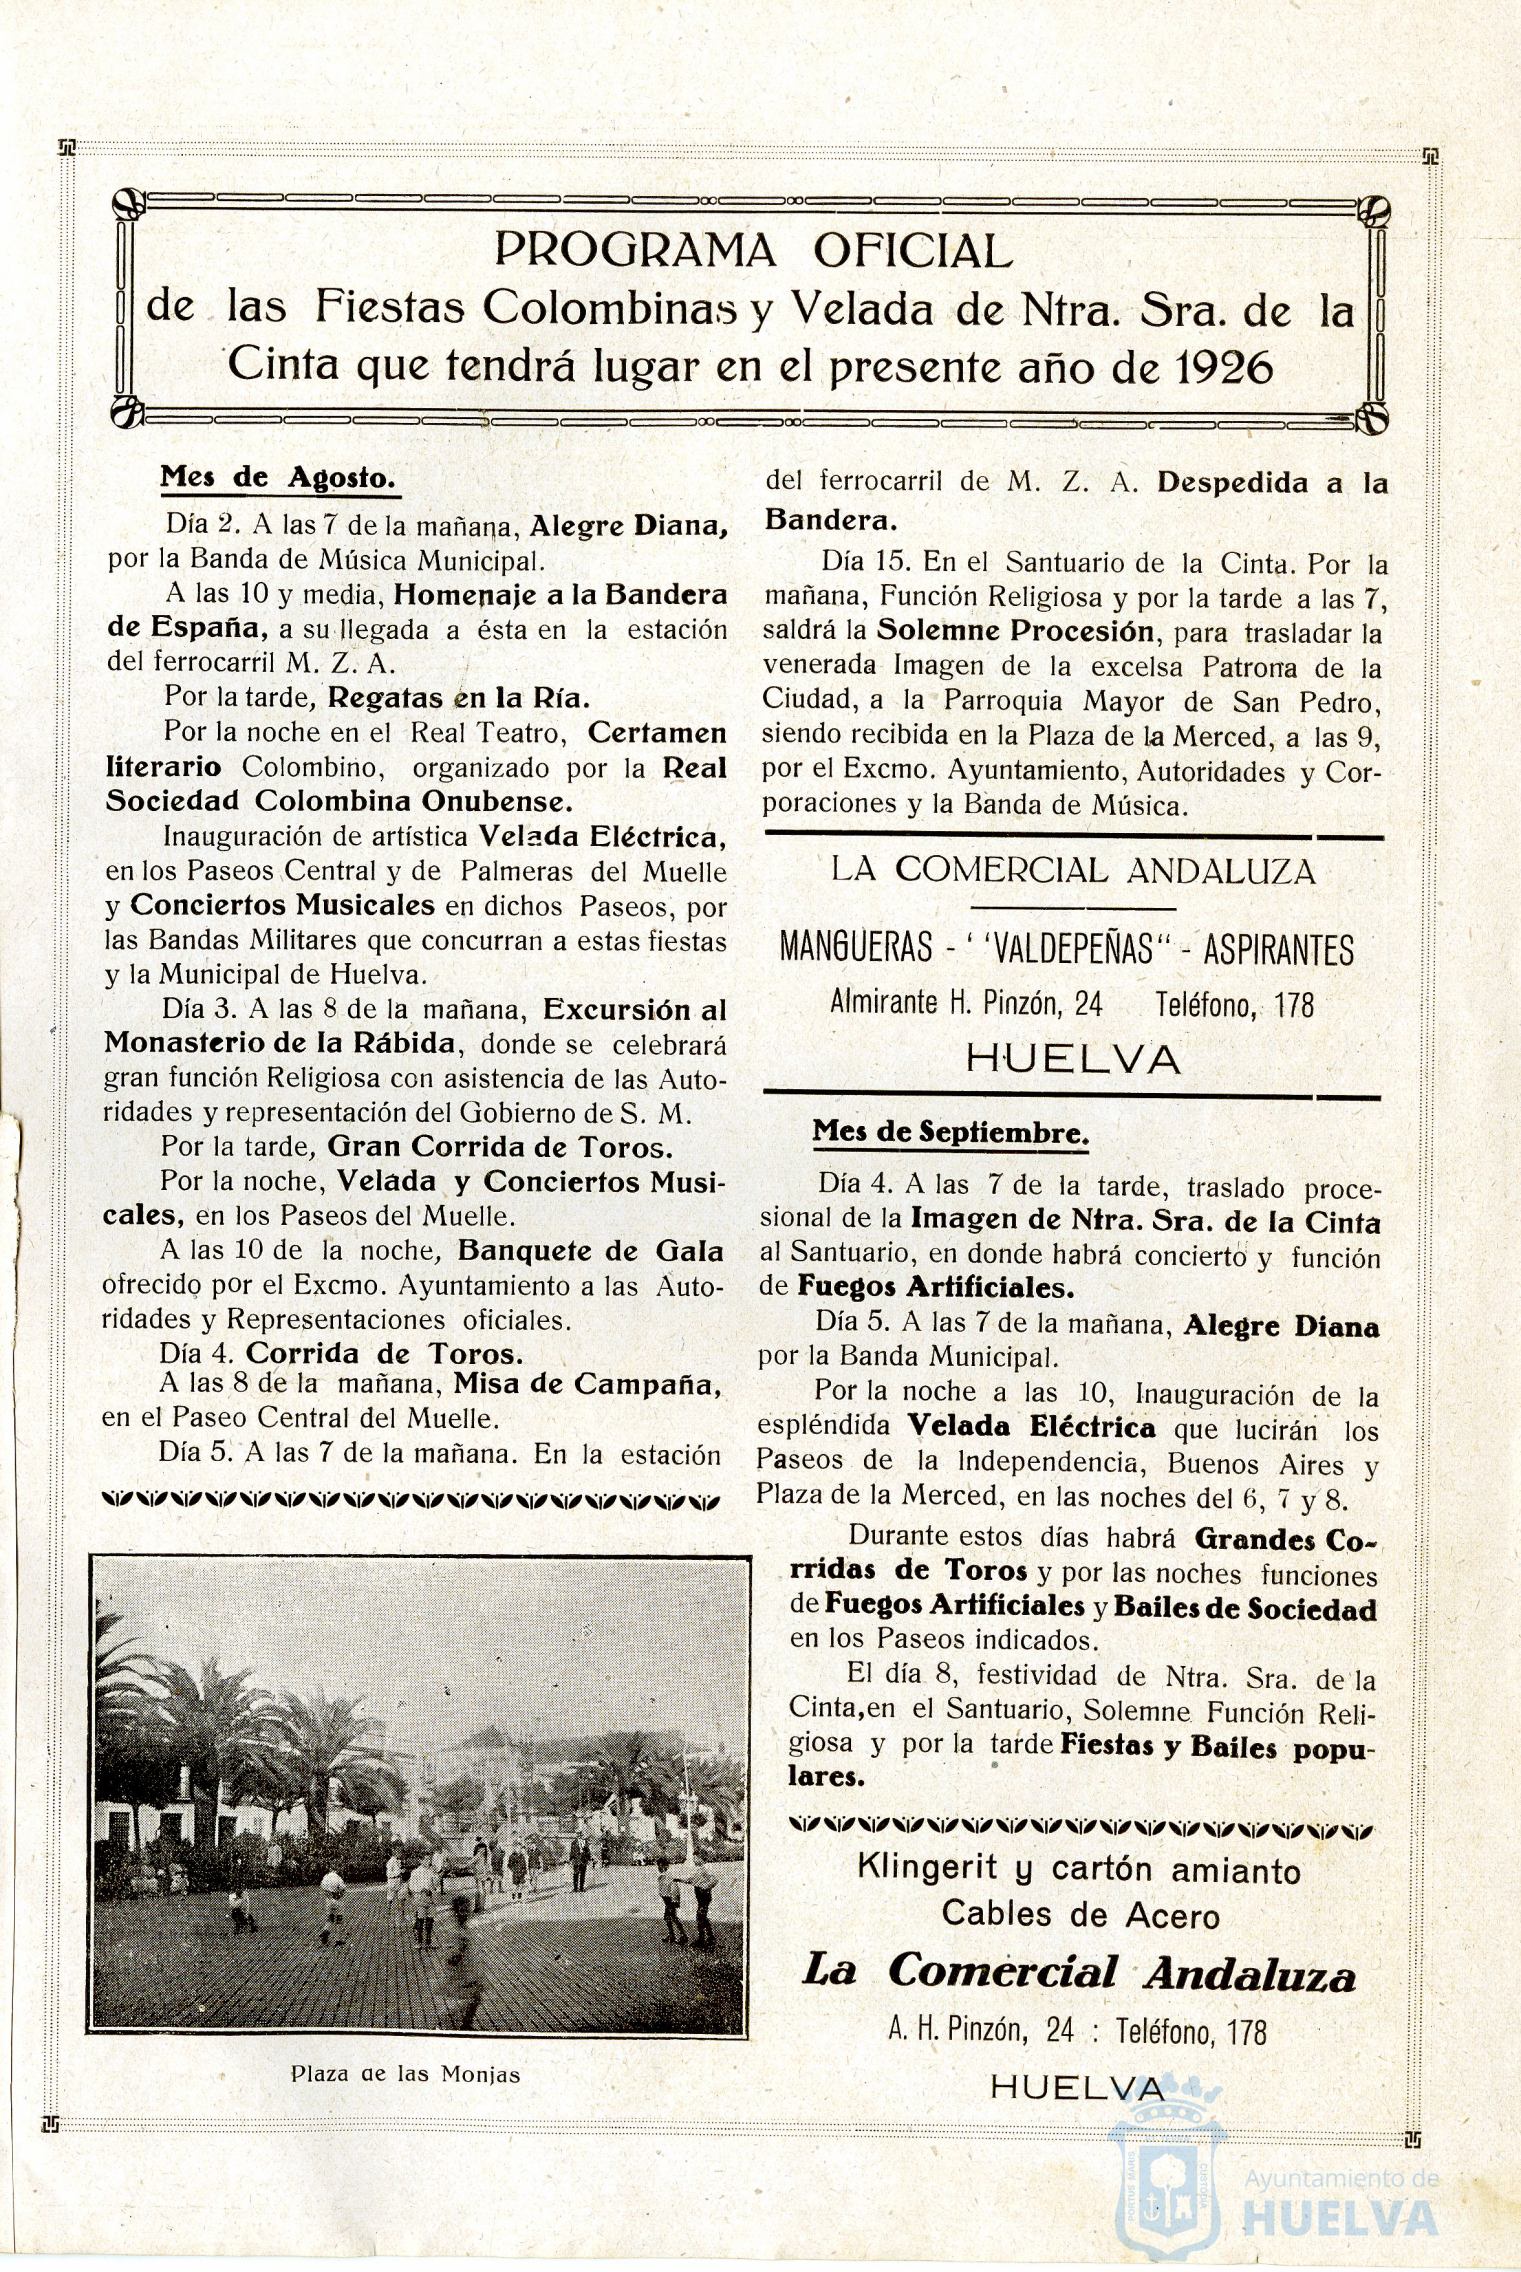 PROGRAMA OFICIAL
de las Fiestas Colombinas y Velada de Ntra. Sra. de la
Cinta que tendrá lugar en el presente año de 1926
Mes de Agosto.
Día 2. A las 7 de la mañana, Alegre Diana,
por la Banda de Música Municipal.
A las 10 y media, Homenaje a la Bandera
de España, a su llegada a ésta en la estación
del ferrocarril M. Z. A.
Por la tarde, Regatas en la Ría.
Por la noche en el Real Teatro, Certamen
literario Colombino, organizado por la Real
Sociedad Colombina Onubense.
Inauguración de artística Velada Eléctrica,
en los Paseos Central y de Palmeras del Muelle
y Conciertos Musicales en dichos Paseos, por
las Bandas Militares que concurran a estas fiestas
y la Municipal de Huelva.
Día 3. A las 8 de la mañana, Excursión al
Monasterio de la Rábida, donde se celebrará
gran función Religiosa con asistencia de las Auto-
ridades y representación del Gobierno de S. M.
Por la tarde, Gran Corrida de Toros.
Por la noche, Velada y Conciertos Musi-
cales, en los Paseos del Muelle.
A las 10 de la noche, Banquete de Gala
ofrecido por el Excmo. Ayuntamiento a las Auto-
ridades y Representaciones oficiales.
Día 4. Corrida de Toros.
A las 8 de la mañana, Misa de Campaña,
en el Paseo Central del Muelle.
Día 5. A las 7 de la mañana. En la estación
Plaza de las Monjas
del ferrocarril de M. Z. A. Despedida a la
Bandera.
Día 15. En el Santuario de la Cinta. Por la
mañana, Función Religiosa y por la tarde a las 7,
saldrá la Solemne Procesión, para trasladar la
venerada Imagen de la excelsa Patrona de la
Ciudad, a la Parroquia Mayor de San Pedro,
siendo recibida en la Plaza de la Merced, a las 9,
por el Excmo. Ayuntamiento, Autoridades y Cor-
poraciones y la Banda de Música.
LA COMERCIAL ANDALUZA
MANGUERAS - ''VALDEPEÑAS" - ASPIRANTES
Almirante H. Pinzón, 24 Teléfono, 178
HUELVA
Mes de Septiembre.
Día 4. A las 7 de la tarde, traslado proce-
sional de la Imagen de Ntra. Sra. de la Cinta
al Santuario, en donde habrá concierto y función
de Fuegos Artificiales.
Día 5. A las 7 de la mañana, Alegre Diana
por la Banda Municipal.
Por la noche a las 10, Inauguración de la
espléndida Velada Eléctrica que lucirán los
Paseos de la Independencia, Buenos Aires y
Plaza de la Merced, en las noches del 6, 7 y 8.
Durante estos días habrá Grandes Co-
rridas de Toros y por las noches funciones
de Fuegos Artificiales y Bailes de Sociedad
en los Paseos indicados.
El día 8, festividad de Ntra. Sra. de la
Cinta,en el Santuario, Solemne Función Reli-
giosa y por la tarde Fiestas y Bailes popu-
lares.
Klingerit y cartón amianto
Cables de Acero
La Comercial Andaluza
A. H. Pinzón, 24 : Teléfono, 178
HUELVA
PORTUS MARIS
CUSTODIA
Ayuntamiento de
HUELVA